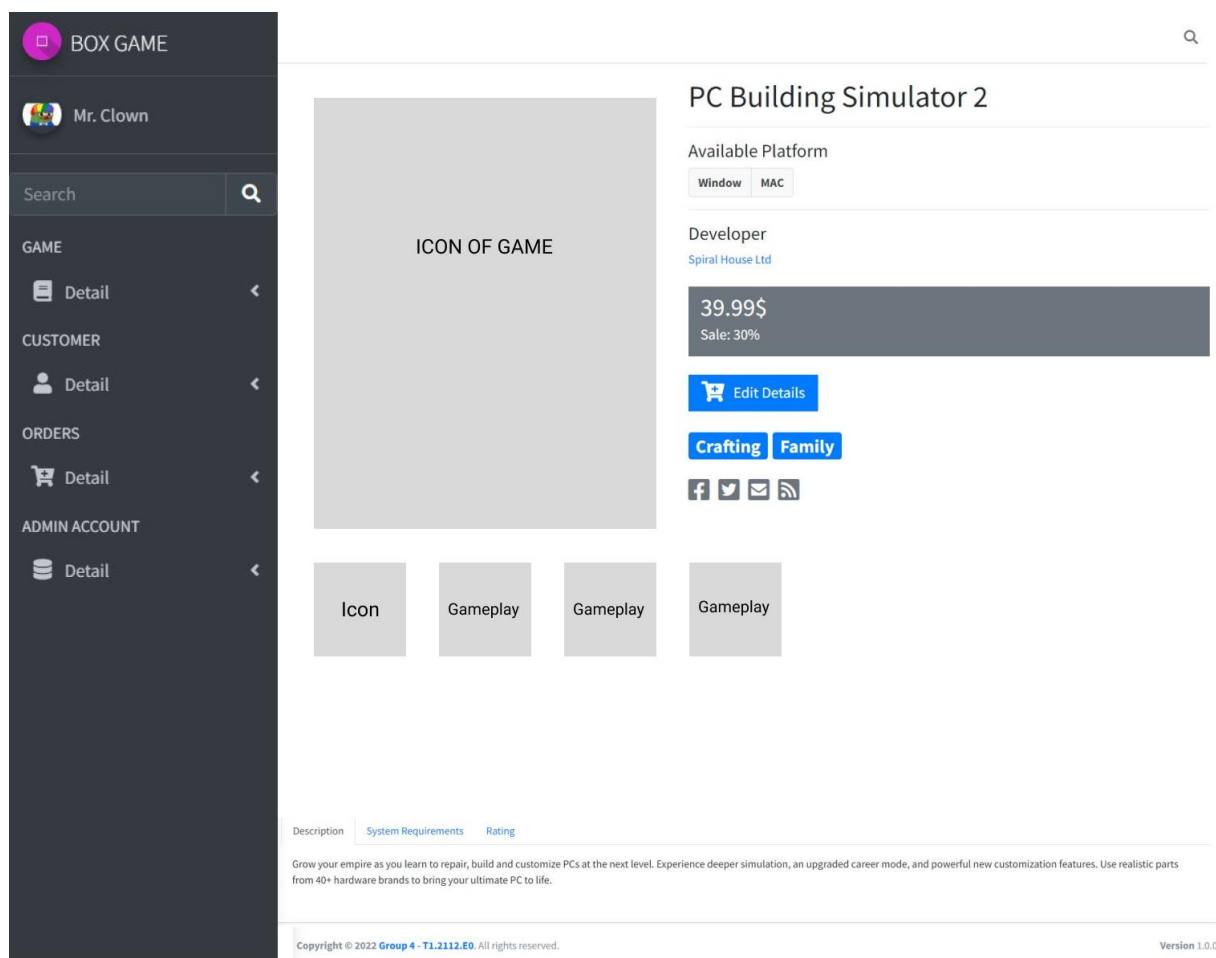 BOX GAME
Mr. Clown
Search
GAME
Detail
CUSTOMER
Detail
ORDERS
Detail
ADMIN ACCOUNT
Detail
PC Building Simulator 2
Available Platform
Window MAC
Developer
Spiral House Ltd
39.99$
Sale: 30%
Edit Details
Crafting Family
ICON OF GAME
Icon Gameplay Gameplay Gameplay
Description System Requirements Rating
Grow your empire as you learn to repair, build and customize PCs at the next level. Experience deeper simulation, an upgraded career mode, and powerful new customization features. Use realistic parts
from 40+ hardware brands to bring your ultimate PC to life.
Copyright © 2022 Group 4 - T1.2112.E0. All rights reserved. Version 1.0.0